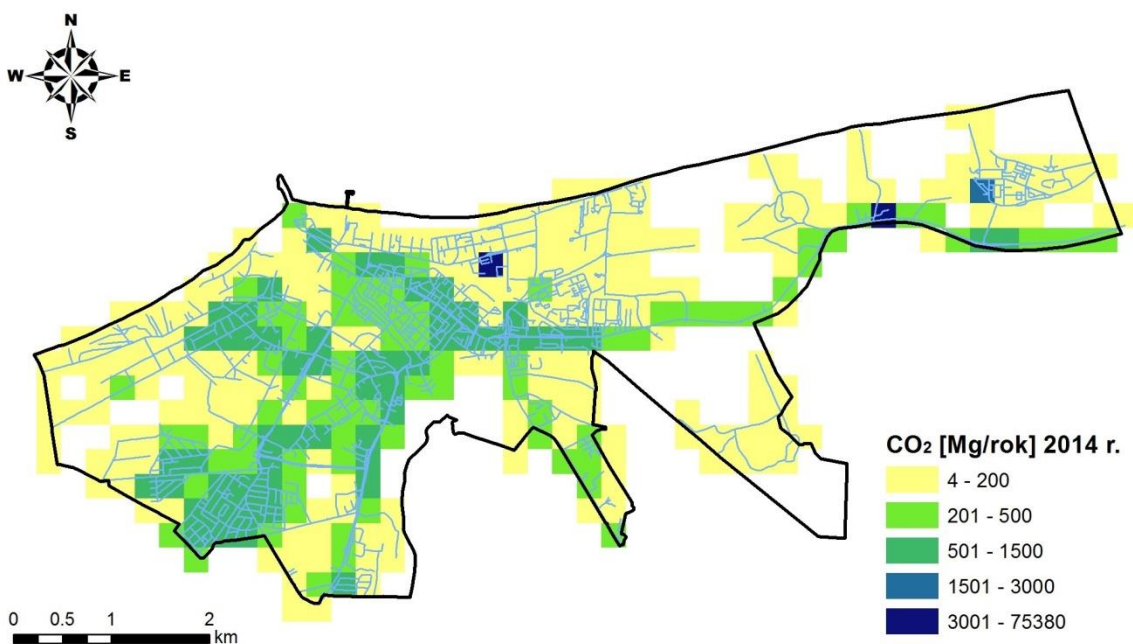 N
W E
S
CO₂ [Mg/rok] 2014 r.
4 - 200
201 - 500
501 - 1500
1501 - 3000
3001 - 75380
0 0.5 1 2
km